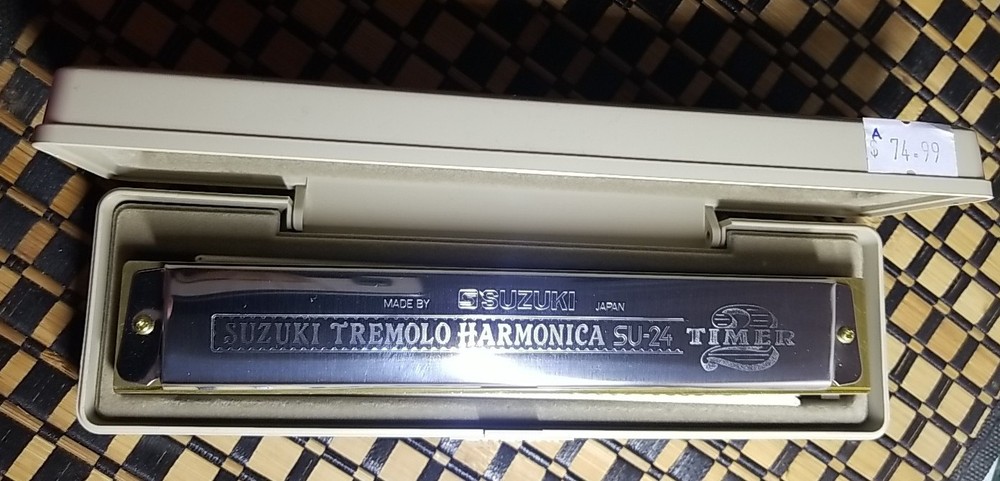 A
$ 74.99
MADE BY SUZUKI JAPAN
SUZUKI TREMOLO HARMONICA SU-24
2
TIMER